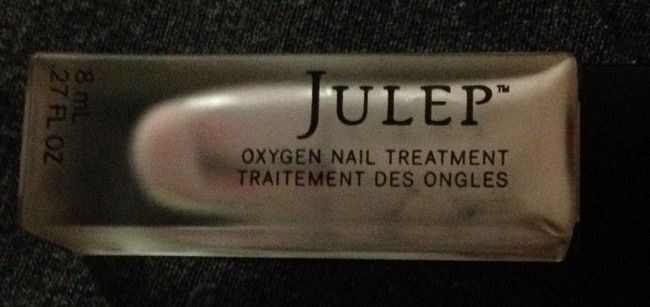 JULEP™
OXYGEN NAIL TREATMENT
TRAITEMENT DES ONGLES
8 mL
27 FL OZ